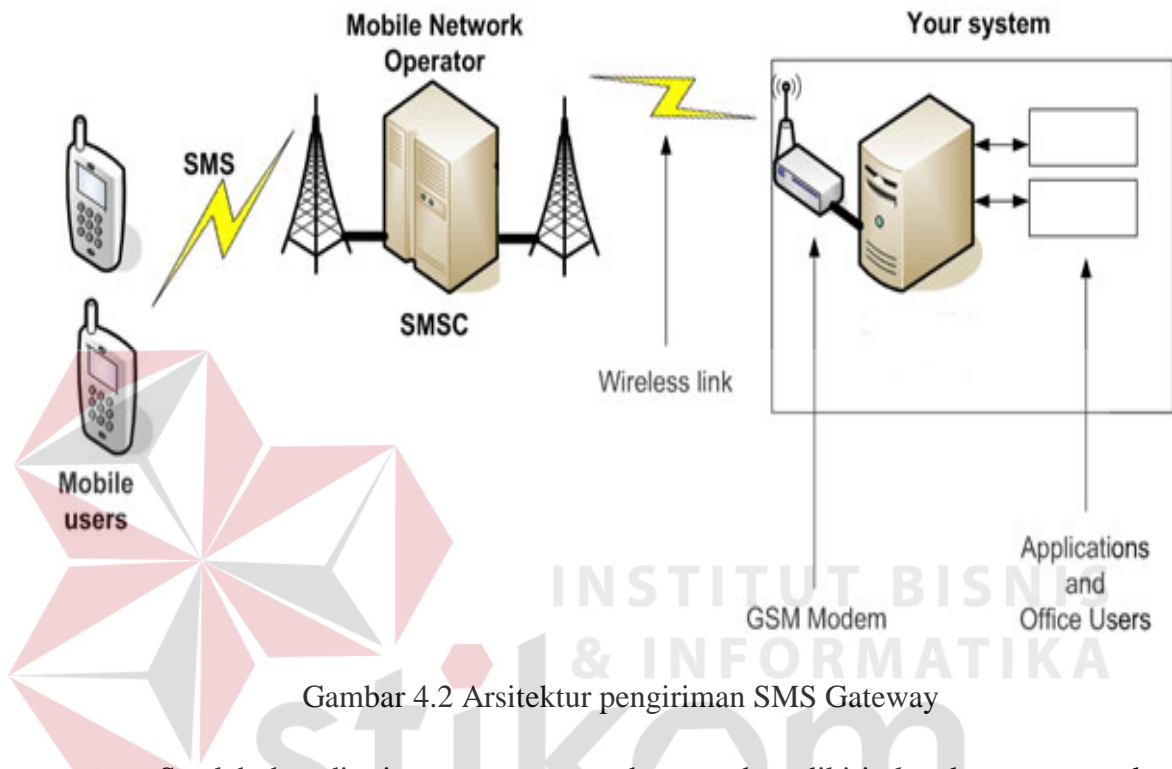 Mobile Network
Operator
Your system
SMS
SMSC
Wireless link
Mobile
users
Applications
and
Office Users
GSM Modem
INSTITUT BISNIS
& INFORMATIKA
stikom
Gambar 4.2 Arsitektur pengiriman SMS Gateway